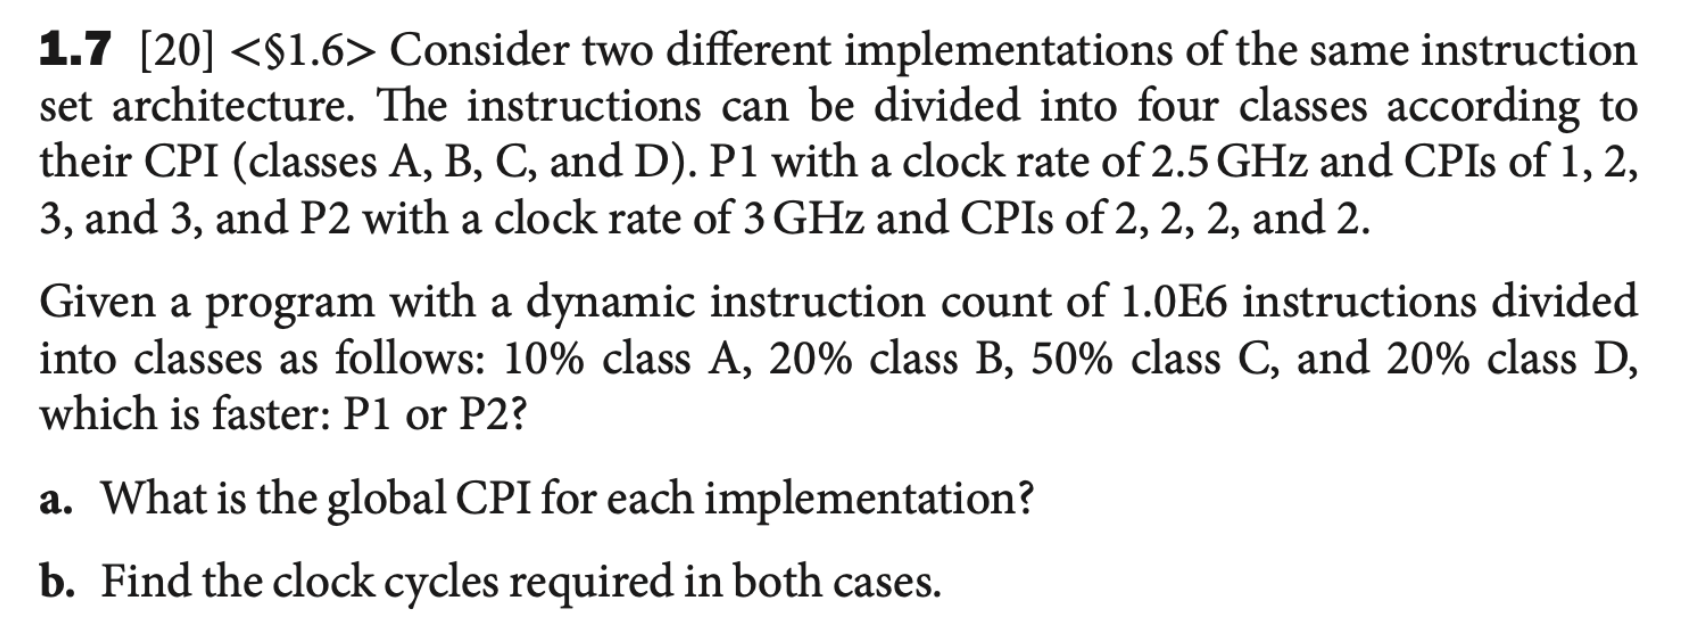 1.7 [20] <§1.6> Consider two different implementations of the same instruction
set architecture. The instructions can be divided into four classes according to
their CPI (classes A, B, C, and D). P1 with a clock rate of 2.5 GHz and CPIs of 1, 2,
3, and 3, and P2 with a clock rate of 3 GHz and CPIs of 2, 2, 2, and 2.
Given a program with a dynamic instruction count of 1.0E6 instructions divided
into classes as follows: 10% class A, 20% class B, 50% class C, and 20% class D,
which is faster: P1 or P2?
a. What is the global CPI for each implementation?
b. Find the clock cycles required in both cases.